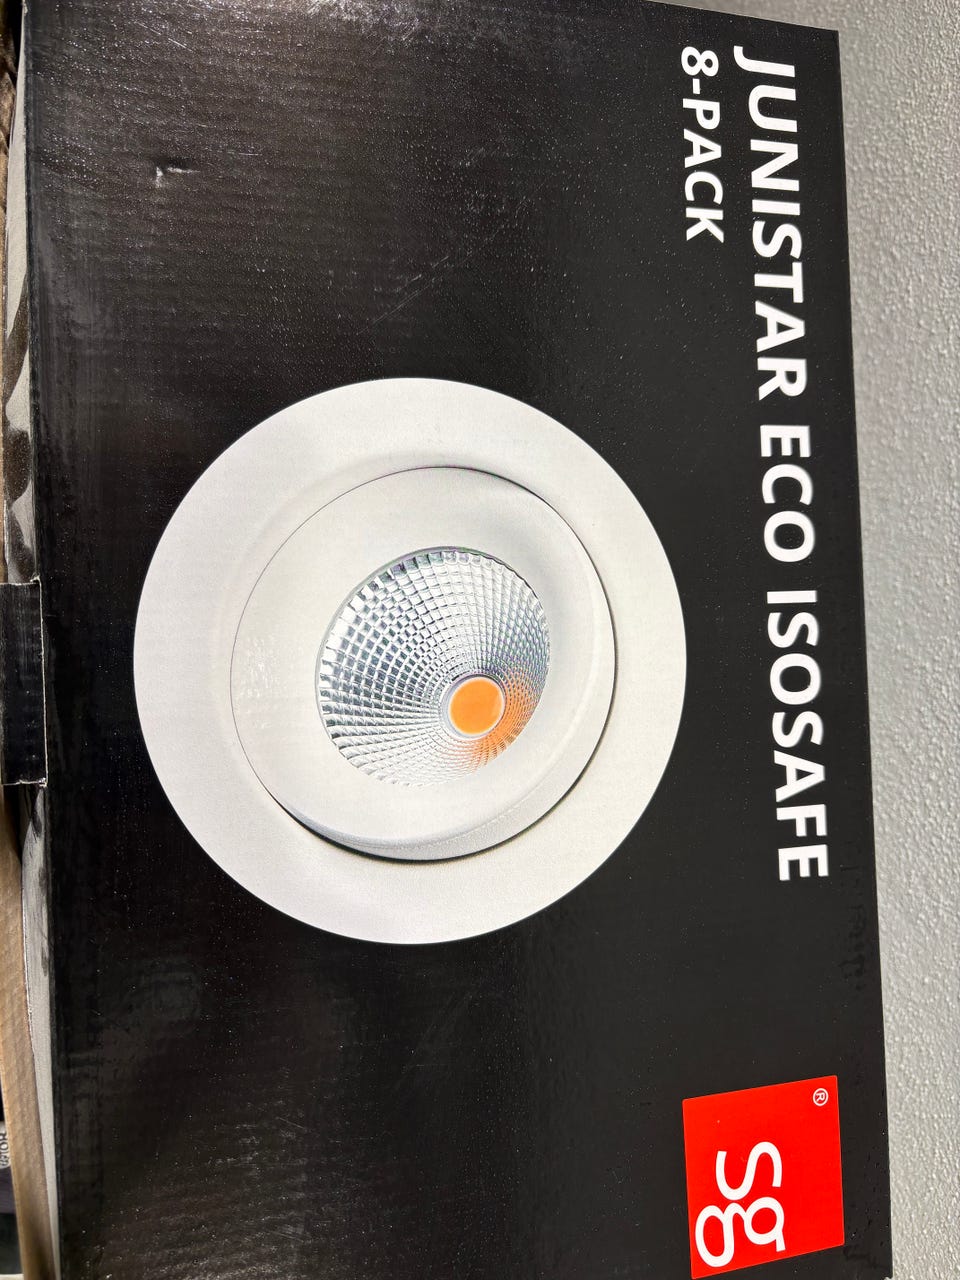 JUNISTAR ECO ISOSAFE
8-PACK
sg
®